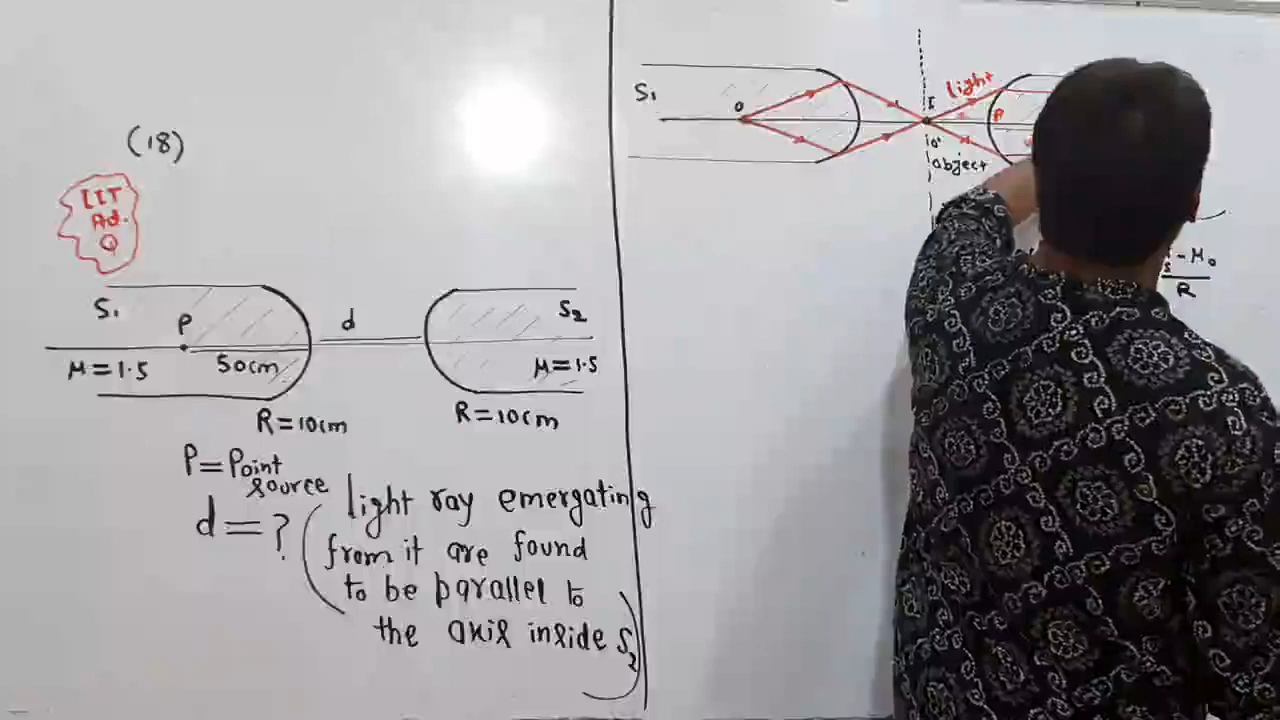 (18)
IIT
Ad.
Q
S₁
P
d
S₂
μ=1.5
50cm
μ=1.5
R=10cm
R=10cm
P=Point
source
d=?
(light ray emergating
from it are found
to be parallel to
the axis inside S₂)
S₁
O
I
light
P
object
- μ₀
R